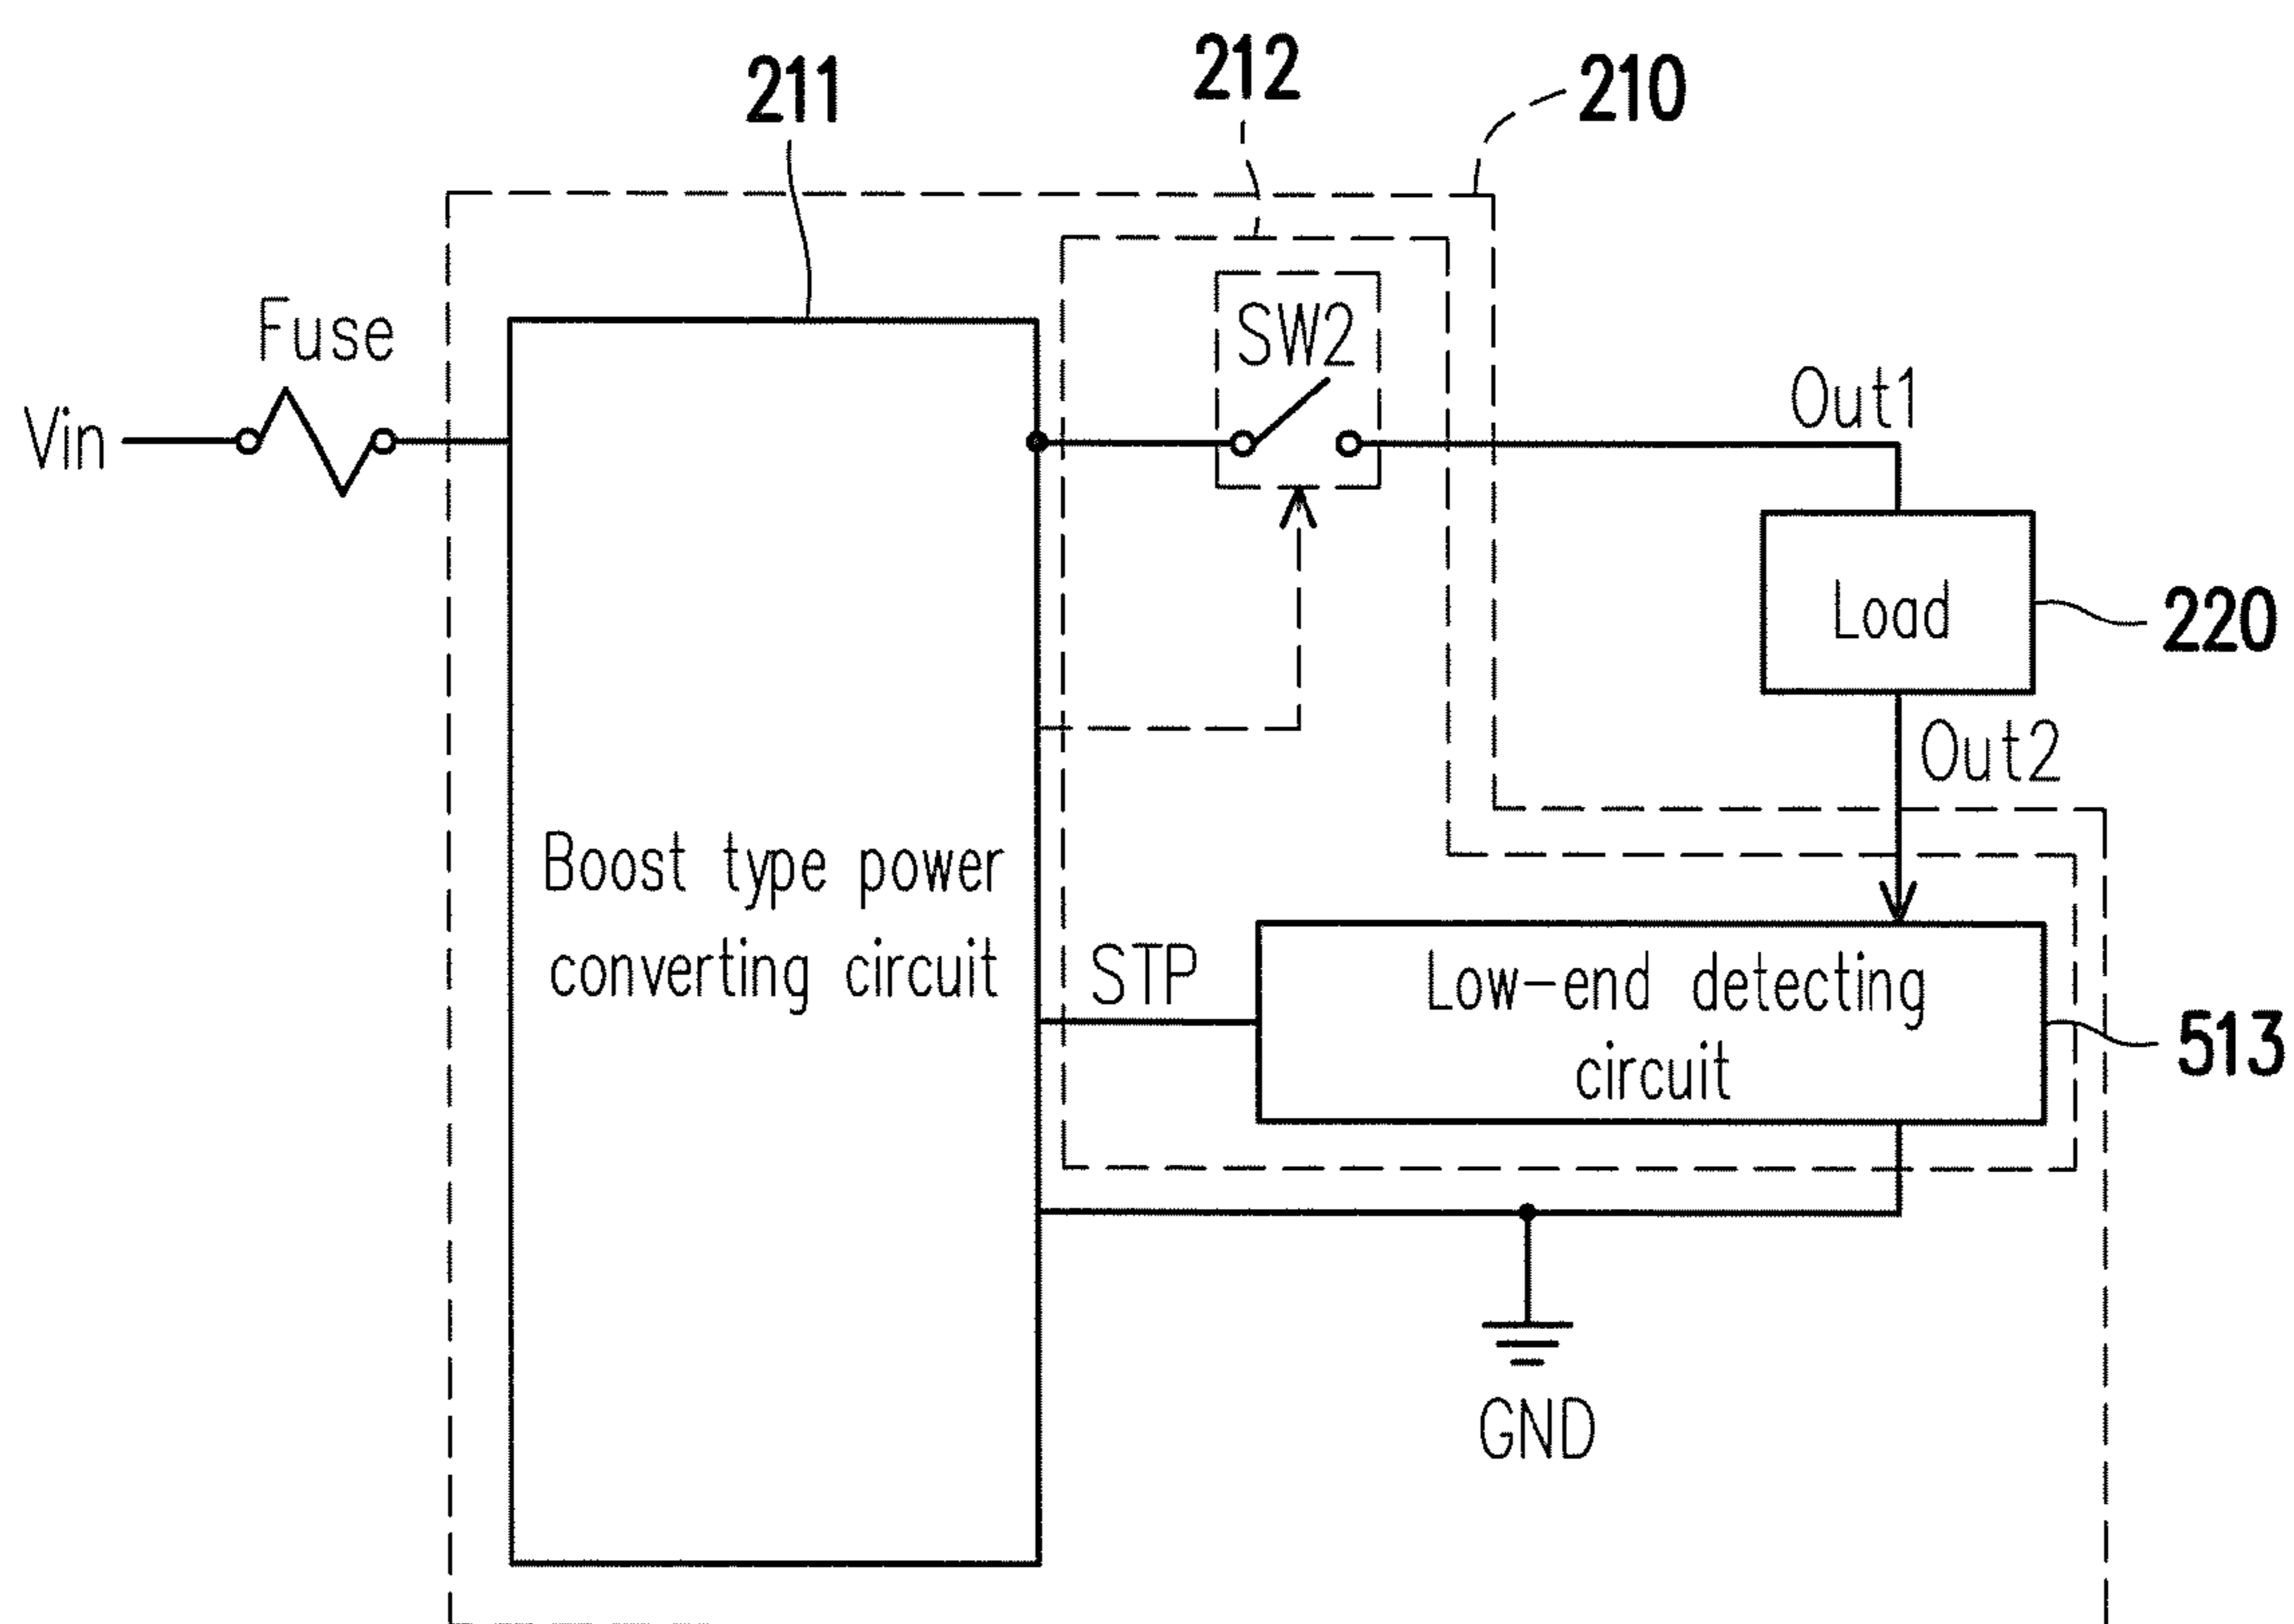 212
211
210
Fuse
SW2
Vin
Out1
Load
220
Out2
Boost type power
converting circuit
STP
Low-end detecting
circuit
513
GND